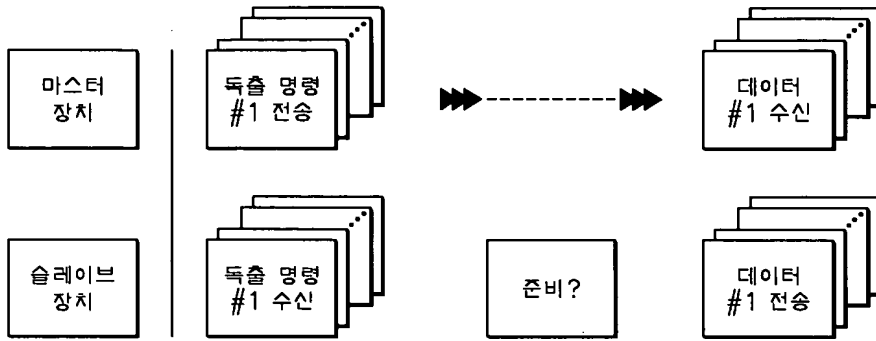 마스터
장치
독출 명령
#1 전송
데이터
#1 수신
슬레이브
장치
독출 명령
#1 수신
준비?
데이터
#1 전송